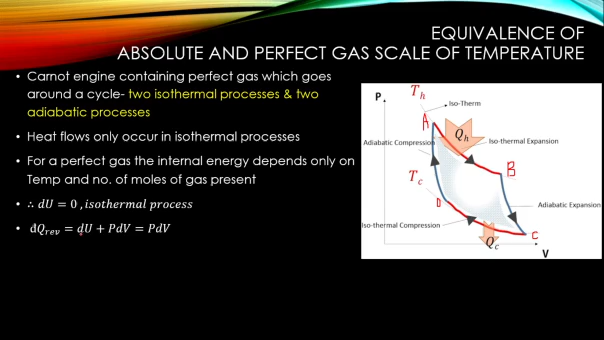 EQUIVALENCE OF
ABSOLUTE AND PERFECT GAS SCALE OF TEMPERATURE
• Carnot engine containing perfect gas which goes
around a cycle- two isothermal processes & two
adiabatic processes
• Heat flows only occur in isothermal processes
• For a perfect gas the internal energy depends only on
Temp and no. of moles of gas present
• ∴ dU = 0 , isothermal process
• dQrev = dU + PdV = PdV
P
Th
Iso-Therm
A
Qh
Adiabatic Compression
Iso-thermal Expansion
B
Tc
D
Adiabatic Expansion
Iso-thermal Compression
C
Qc
V